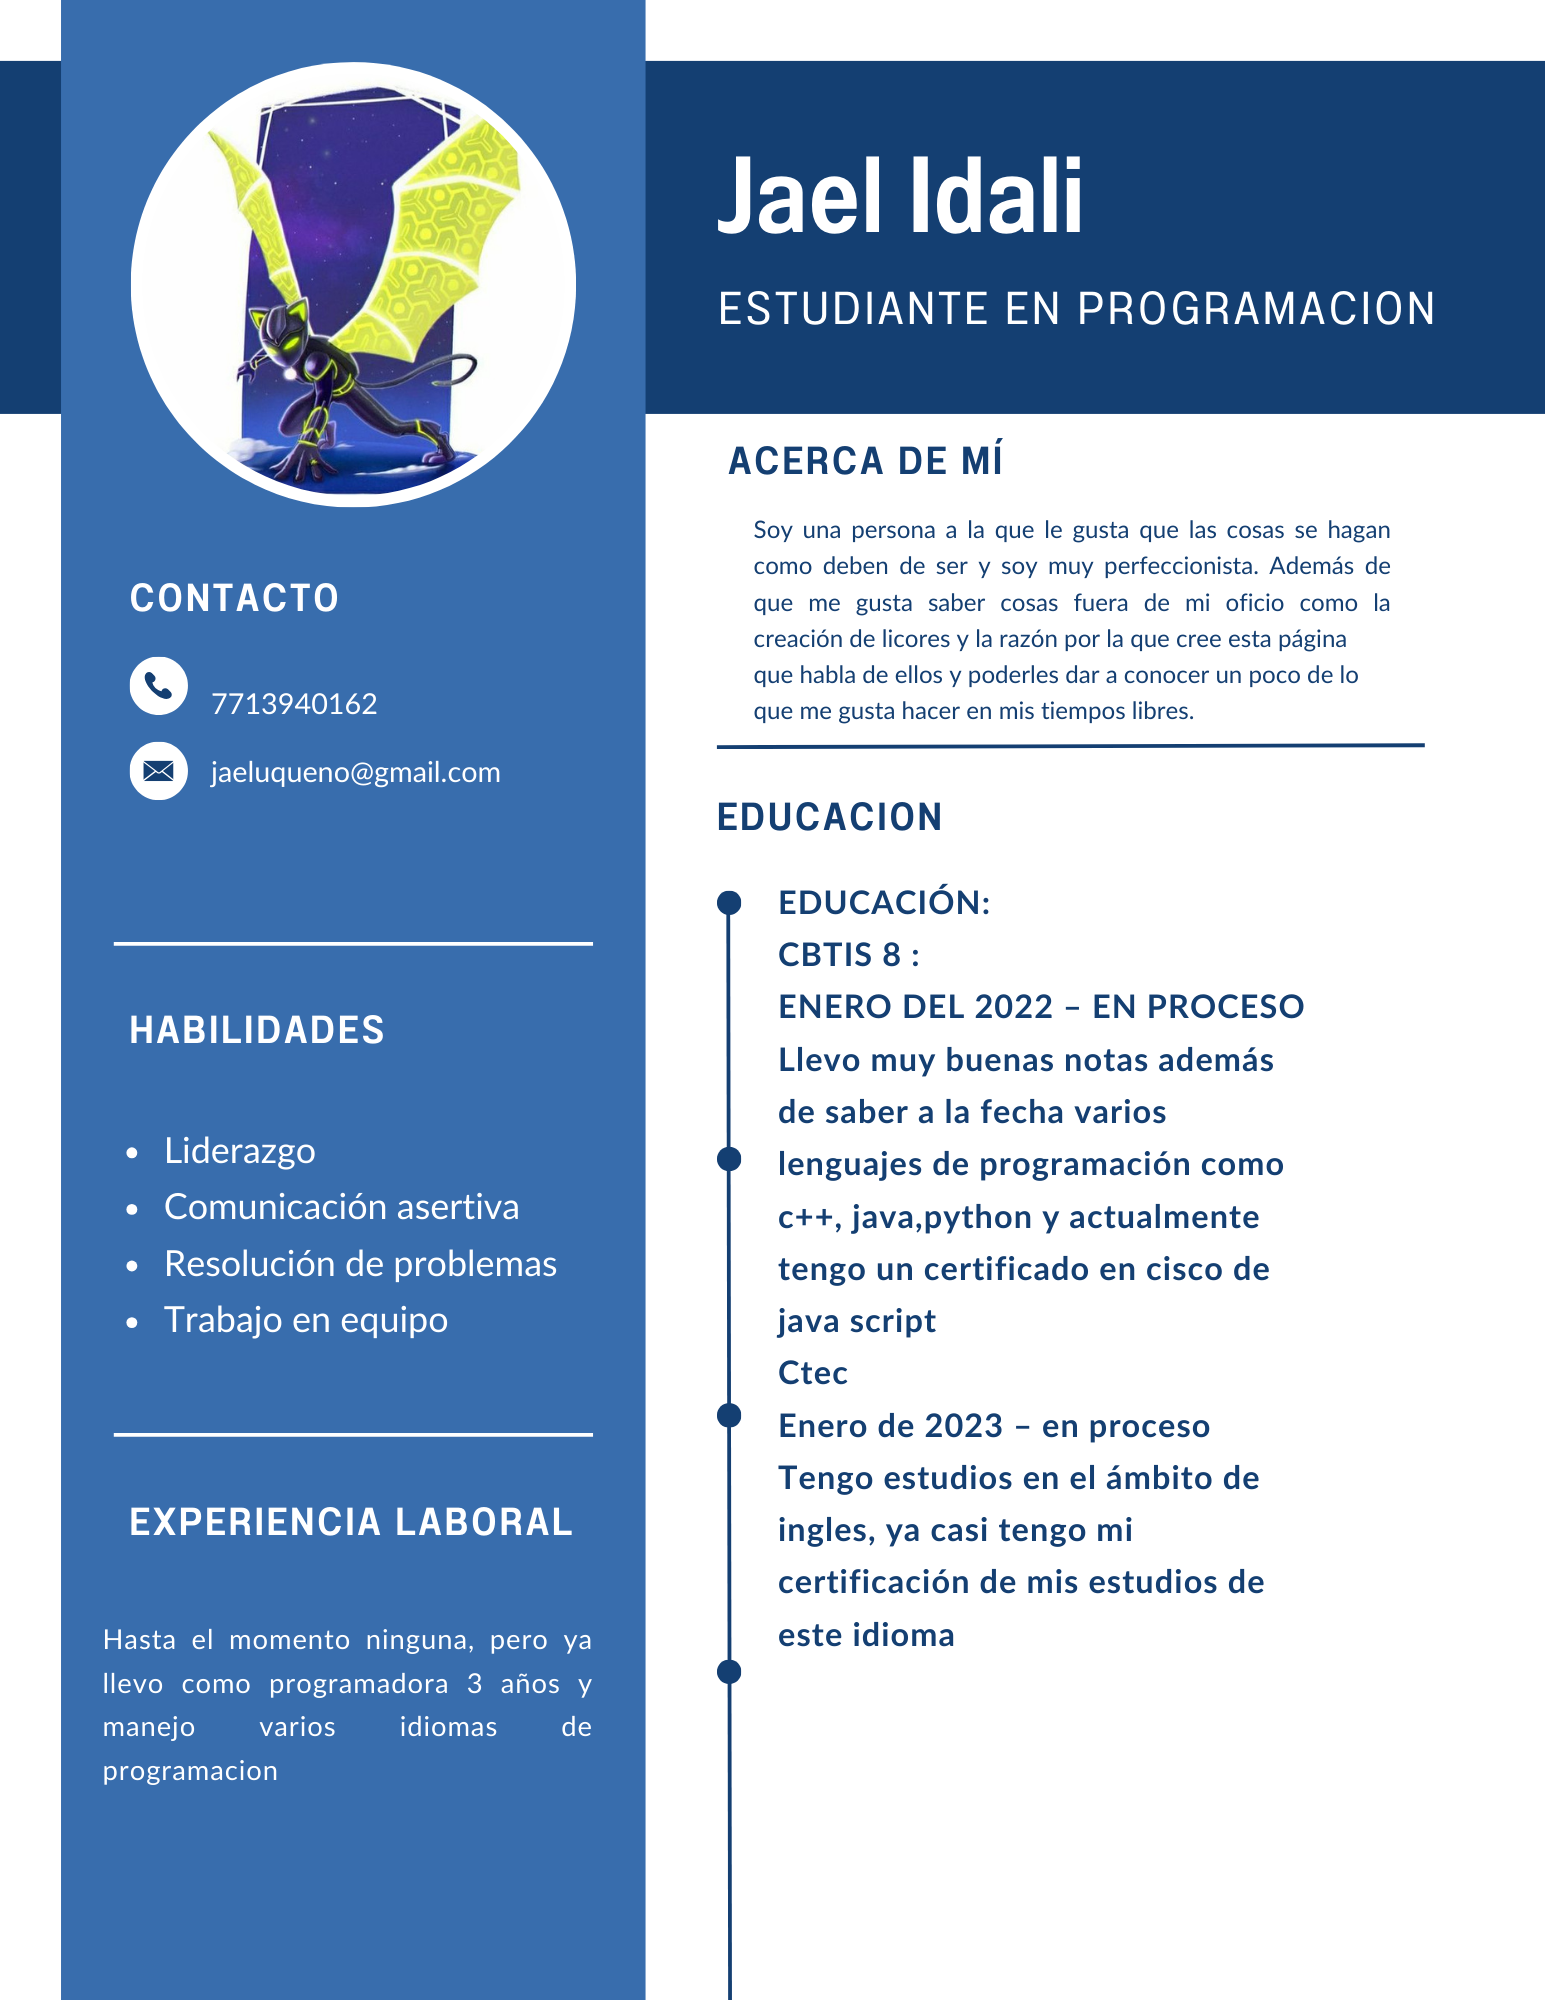 Jael Idali
ESTUDIANTE EN PROGRAMACION
CONTACTO
7713940162
jaeluqueno@gmail.com
HABILIDADES
Liderazgo
Comunicación asertiva
Resolución de problemas
Trabajo en equipo
EXPERIENCIA LABORAL
Hasta el momento ninguna, pero ya
llevo como programadora 3 años y
manejo varios idiomas de
programacion
ACERCA DE MÍ
Soy una persona a la que le gusta que las cosas se hagan
como deben de ser y soy muy perfeccionista. Además de
que me gusta saber cosas fuera de mi oficio como la
creación de licores y la razón por la que cree esta página
que habla de ellos y poderles dar a conocer un poco de lo
que me gusta hacer en mis tiempos libres.
EDUCACION
EDUCACIÓN:
CBTIS 8 :
ENERO DEL 2022 – EN PROCESO
Llevo muy buenas notas además
de saber a la fecha varios
lenguajes de programación como
c++, java,python y actualmente
tengo un certificado en cisco de
java script
Ctec
Enero de 2023 – en proceso
Tengo estudios en el ámbito de
ingles, ya casi tengo mi
certificación de mis estudios de
este idioma